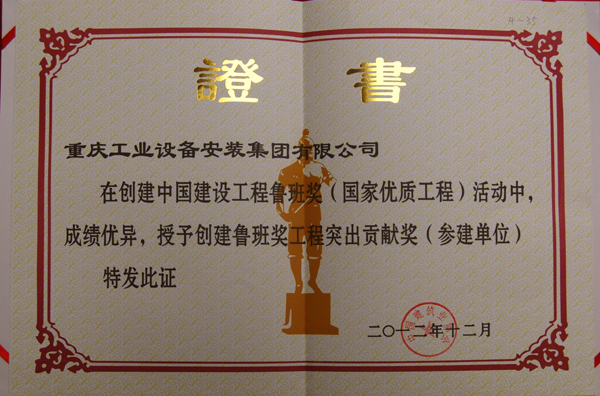 4-35
證書
重庆工业设备安装集团有限公司
在创建中国建设工程鲁班奖（国家优质工程）活动中，
成绩优异，授予创建鲁班奖工程突出贡献奖（参建单位）
特发此证
二〇一二年十二月